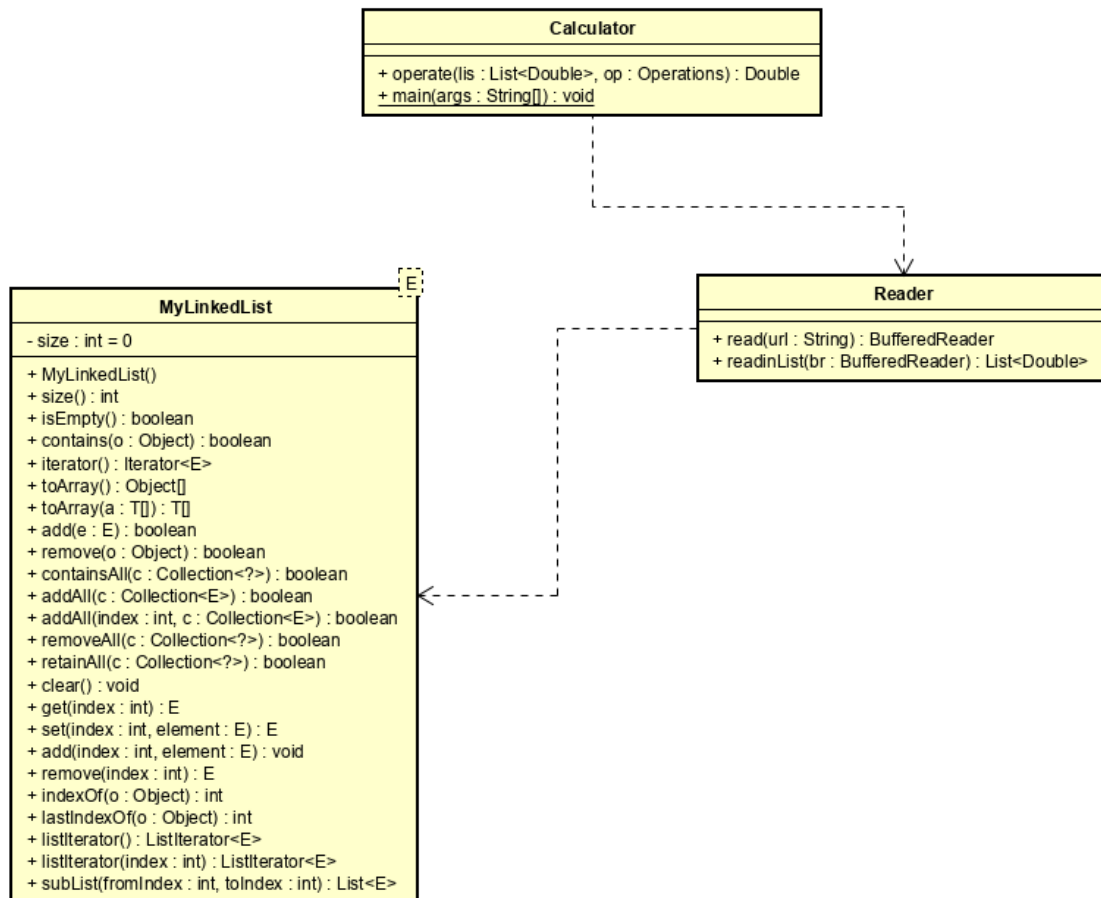 Calculator
+ operate(lis : List<Double>, op : Operations) : Double
+ main(args : String[]) : void
Reader
+ read(url : String) : BufferedReader
+ readinList(br : BufferedReader) : List<Double>
E
MyLinkedList
- size : int = 0
+ MyLinkedList()
+ size() : int
+ isEmpty() : boolean
+ contains(o : Object) : boolean
+ iterator() : Iterator<E>
+ toArray() : Object[]
+ toArray(a : T[]) : T[]
+ add(e : E) : boolean
+ remove(o : Object) : boolean
+ containsAll(c : Collection<?>) : boolean
+ addAll(c : Collection<E>) : boolean
+ addAll(index : int, c : Collection<E>) : boolean
+ removeAll(c : Collection<?>) : boolean
+ retainAll(c : Collection<?>) : boolean
+ clear() : void
+ get(index : int) : E
+ set(index : int, element : E) : E
+ add(index : int, element : E) : void
+ remove(index : int) : E
+ indexOf(o : Object) : int
+ lastIndexOf(o : Object) : int
+ listIterator() : ListIterator<E>
+ listIterator(index : int) : ListIterator<E>
+ subList(fromIndex : int, toIndex : int) : List<E>